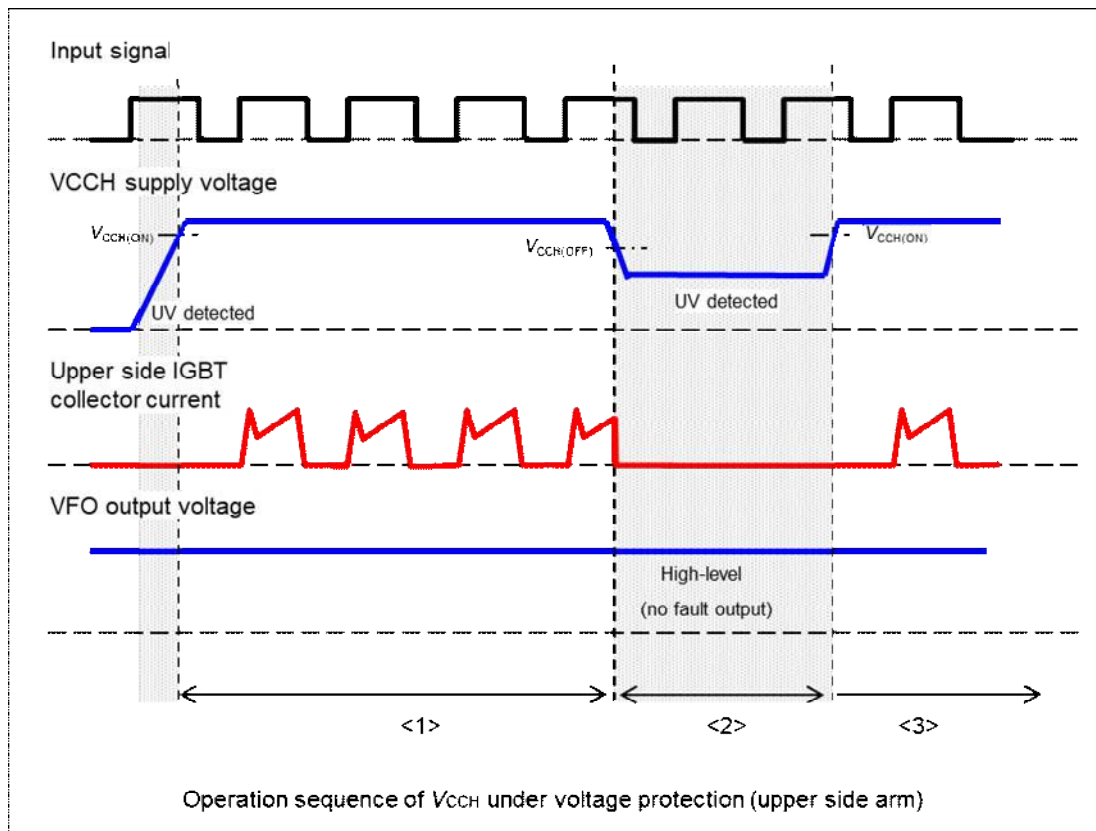 Input signal
VCCH supply voltage
VCCH(ON)
VCCH(OFF)
VCCH(ON)
UV detected
UV detected
Upper side IGBT
collector current
VFO output voltage
High-level
(no fault output)
<1>
<2>
<3>
Operation sequence of VCCH under voltage protection (upper side arm)